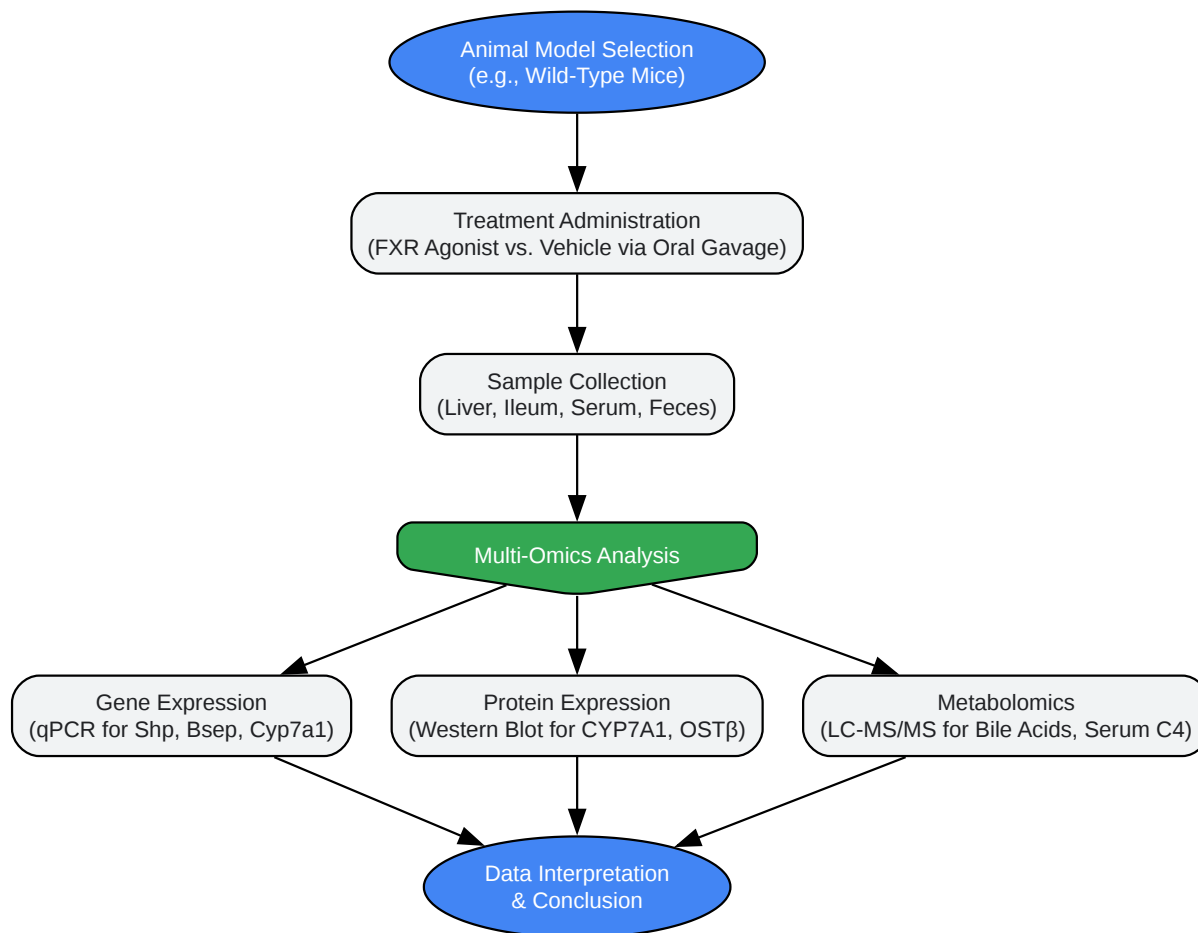 Animal Model Selection
(e.g., Wild-Type Mice)
Treatment Administration
(FXR Agonist vs. Vehicle via Oral Gavage)
Sample Collection
(Liver, Ileum, Serum, Feces)
Multi-Omics Analysis
Gene Expression
(qPCR for Shp, Bsep, Cyp7a1)
Protein Expression
(Western Blot for CYP7A1, OSTβ)
Metabolomics
(LC-MS/MS for Bile Acids, Serum C4)
Data Interpretation
& Conclusion